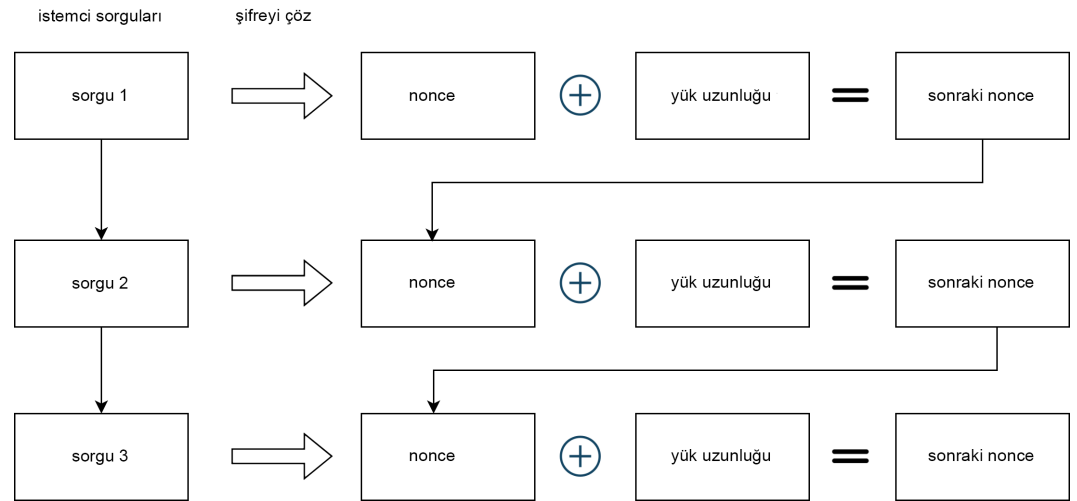 istemci sorguları
şifreyi çöz
sorgu 1
nonce
yük uzunluğu
sonraki nonce
sorgu 2
nonce
yük uzunluğu
sonraki nonce
sorgu 3
nonce
yük uzunluğu
sonraki nonce